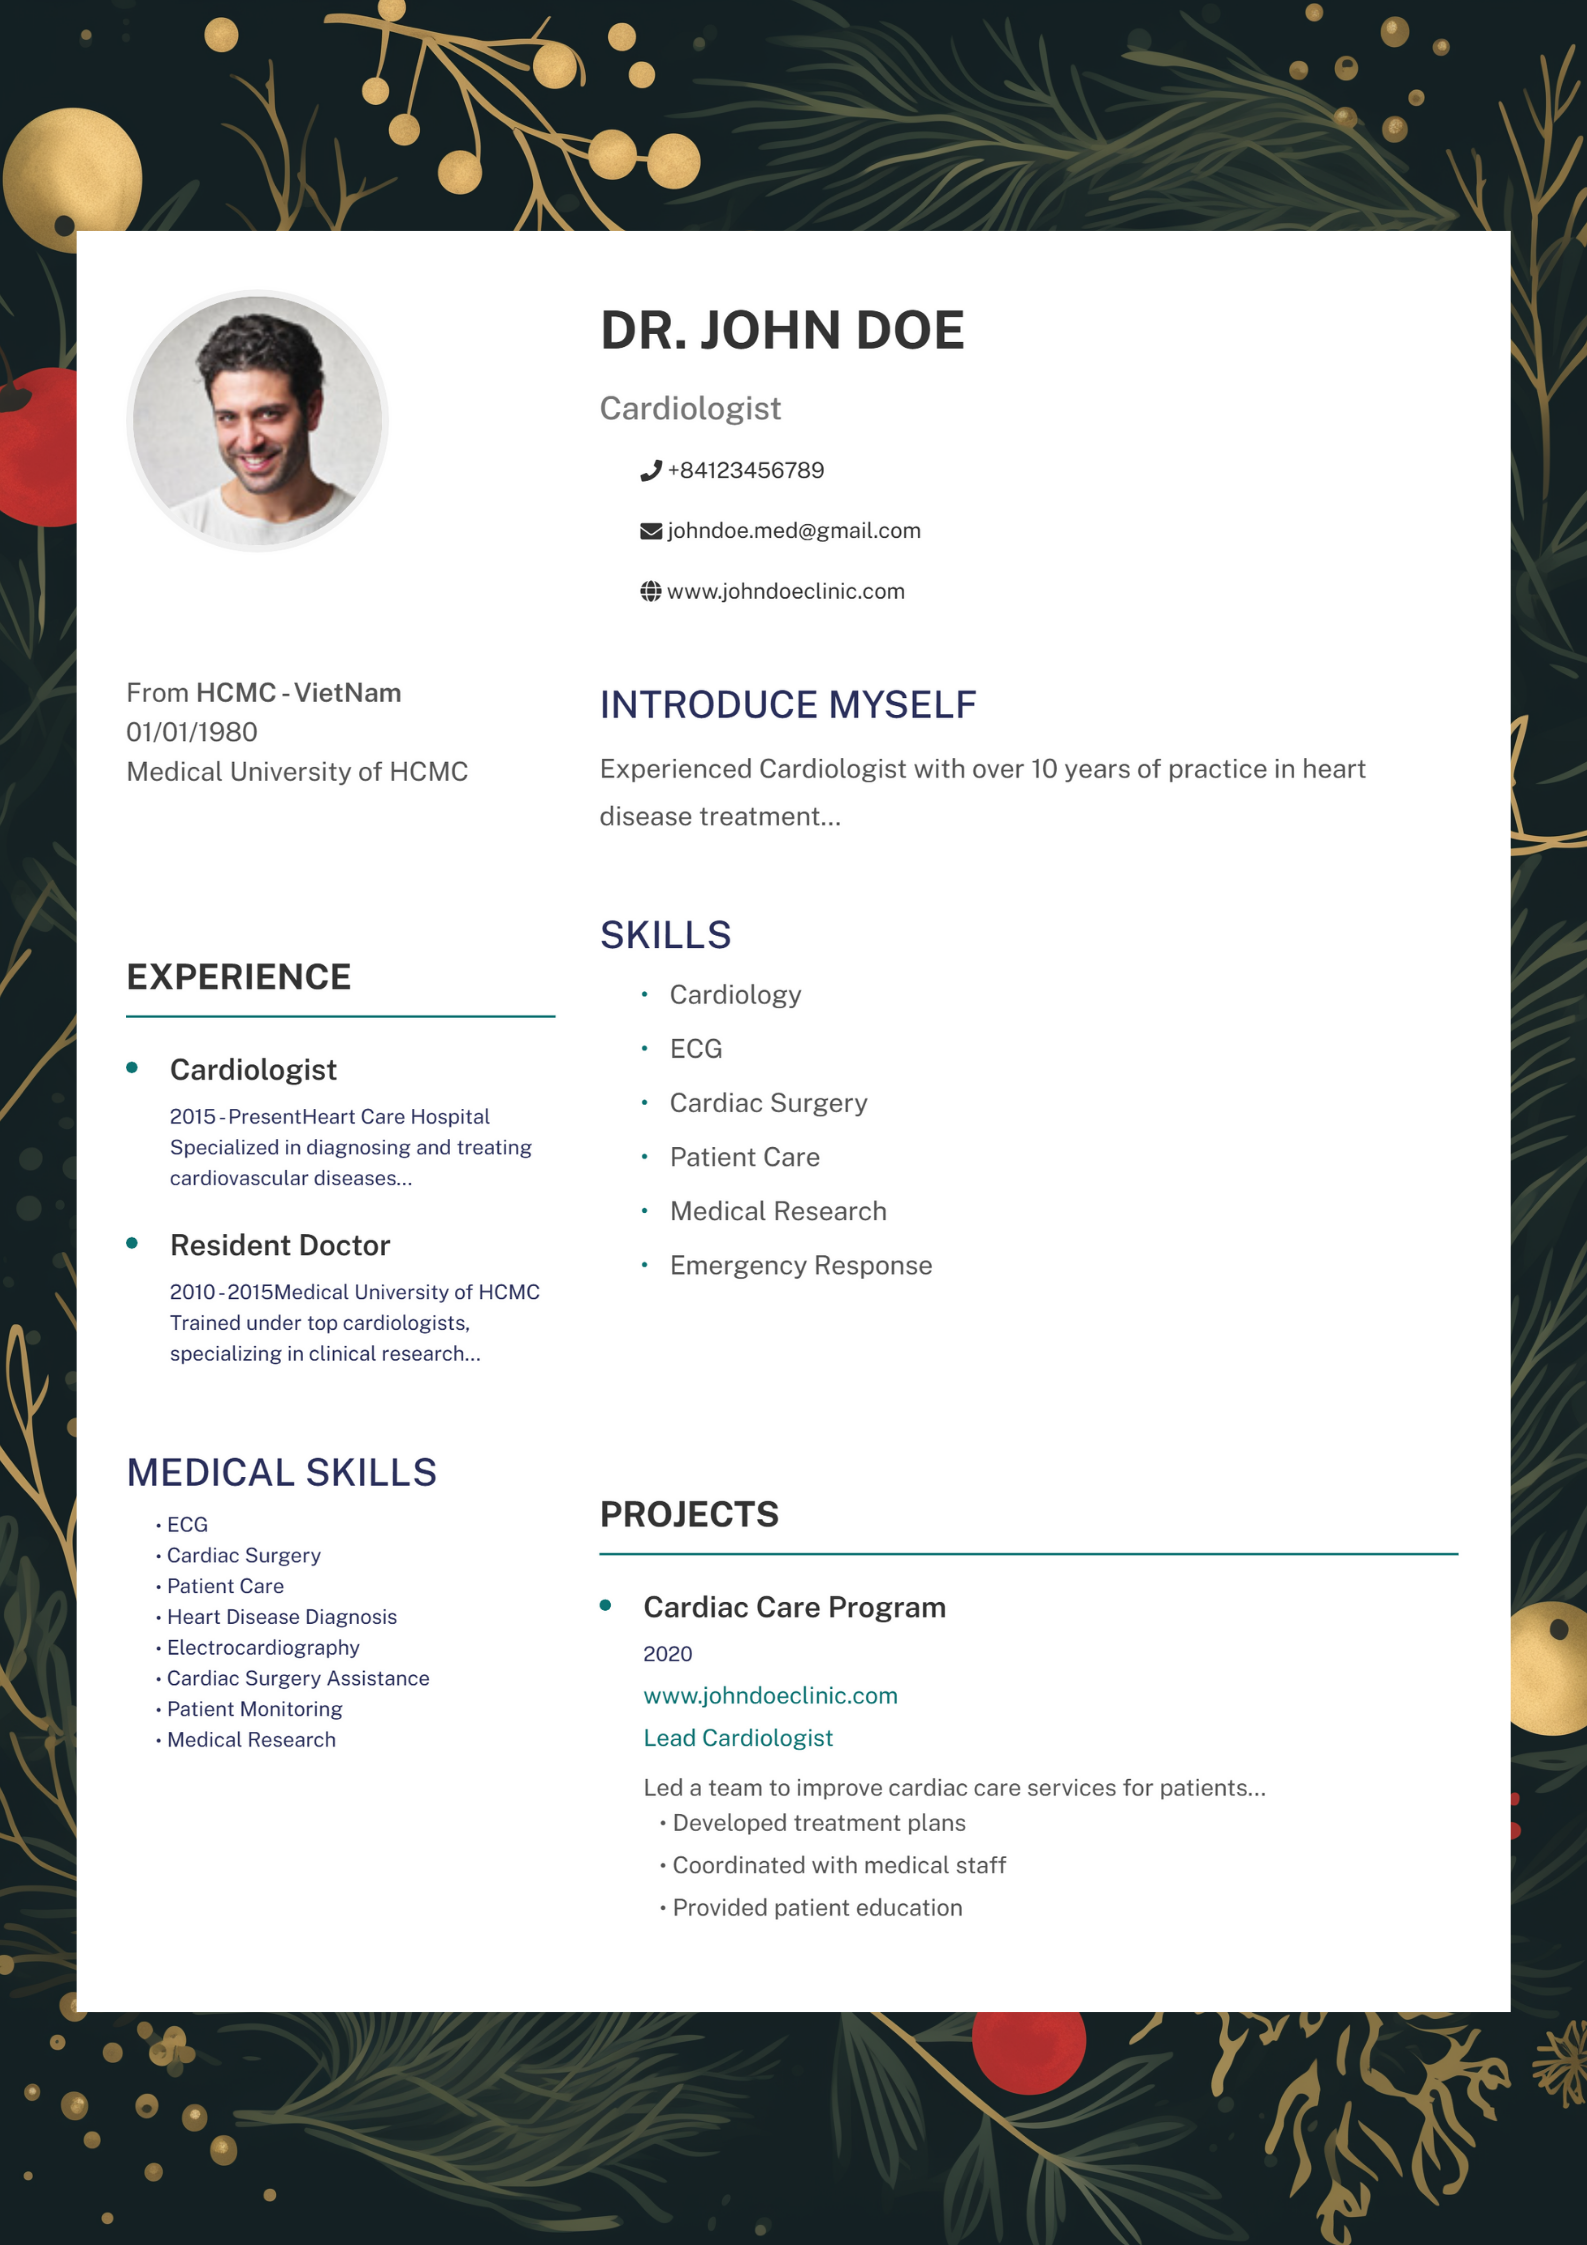 DR. JOHN DOE
Cardiologist
+84123456789
johndoe.med@gmail.com
www.johndoeclinic.com
From HCMC - VietNam
01/01/1980
Medical University of HCMC
INTRODUCE MYSELF
Experienced Cardiologist with over 10 years of practice in heart
disease treatment...
EXPERIENCE
• Cardiologist
2015 - PresentHeart Care Hospital
Specialized in diagnosing and treating
cardiovascular diseases...
• Resident Doctor
2010 - 2015Medical University of HCMC
Trained under top cardiologists,
specializing in clinical research...
SKILLS
• Cardiology
• ECG
• Cardiac Surgery
• Patient Care
• Medical Research
• Emergency Response
MEDICAL SKILLS
• ECG
• Cardiac Surgery
• Patient Care
• Heart Disease Diagnosis
• Electrocardiography
• Cardiac Surgery Assistance
• Patient Monitoring
• Medical Research
PROJECTS
• Cardiac Care Program
2020
www.johndoeclinic.com
Lead Cardiologist
Led a team to improve cardiac care services for patients...
• Developed treatment plans
• Coordinated with medical staff
• Provided patient education